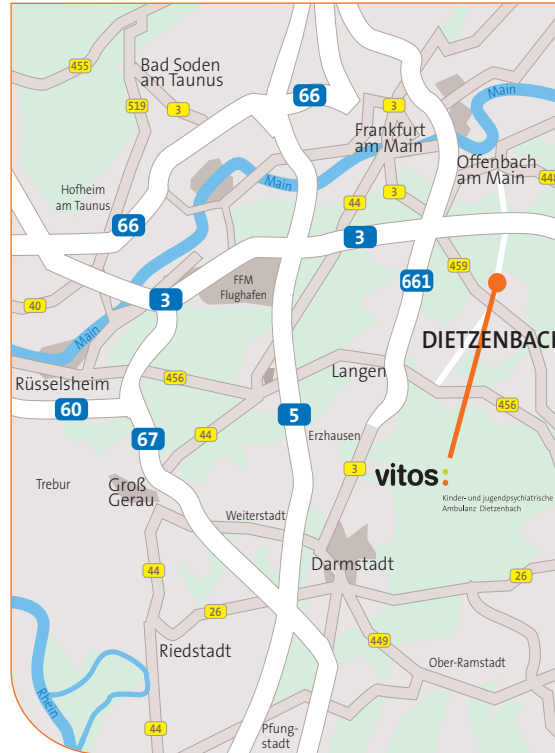 455
Bad Soden
am Taunus
519
3
66
3
Main
Frankfurt
am Main
Offenbach
am Main
448
Main
Hofheim
am Taunus
3
44
66
3
661
459
FFM
Flughafen
3
40
Main
DIETZENBACH
Rüsselsheim
456
Langen
456
60
5
67
44
Erzhausen
3
vitos:
Kinder- und jugendpsychiatrische
Ambulanz Dietzenbach
Trebur
Groß
Gerau
Weiterstadt
Darmstadt
44
26
26
449
Riedstadt
Ober-Ramstadt
Rhein
44
Pfung-
stadt